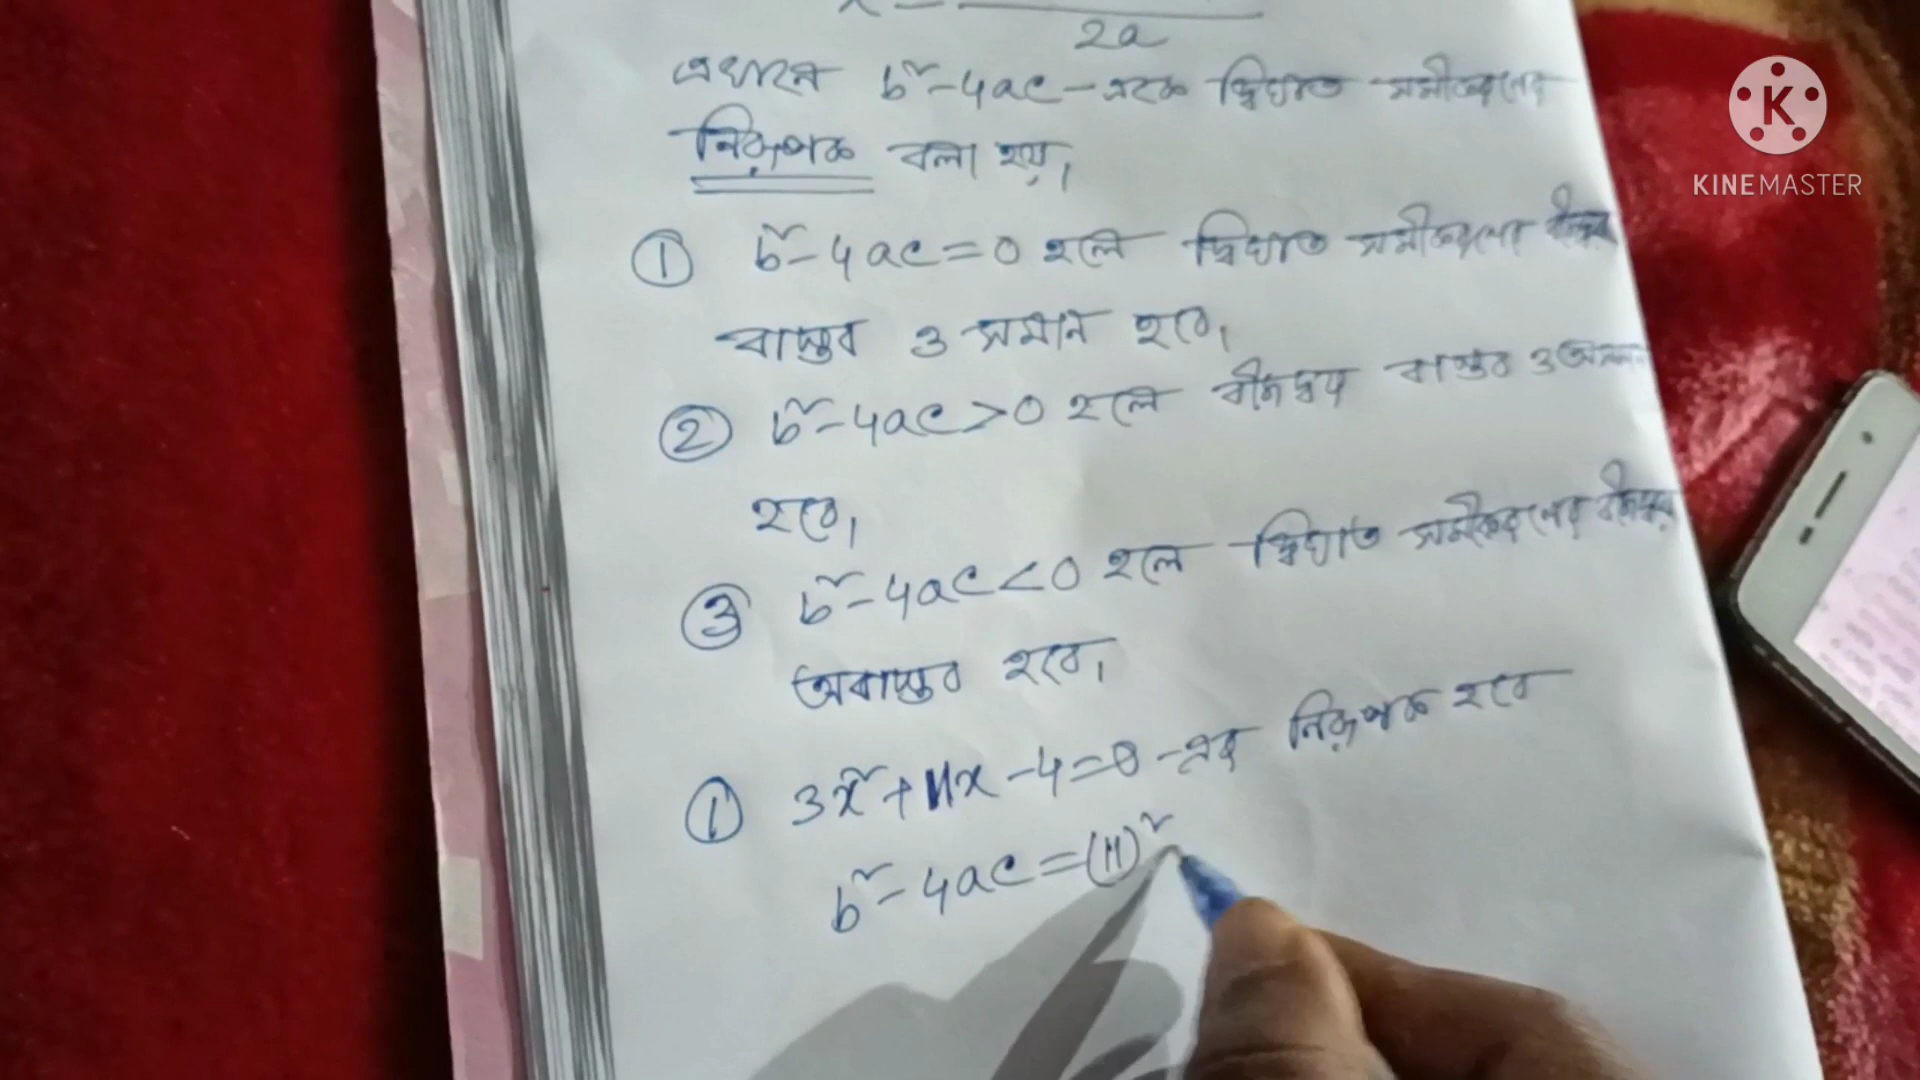 2a
এখানে b² - 4ac - একে দ্বিঘাত সমীকরণের
নিরূপক বলা হয়।
① b² - 4ac = 0 হলে দ্বিঘাত সমীকরণের বীজদ্বয়
বাস্তব ও সমান হবে।
② b² - 4ac > 0 হলে বীজদ্বয় বাস্তব ও অসমান
হবে।
③ b² - 4ac < 0 হলে দ্বিঘাত সমীকরণের বীজদ্বয়
অবাস্তব হবে।
① 3x² + 11x - 4 = 0 - এর নিরূপক হবে
b² - 4ac = (11)²
KINEMASTER